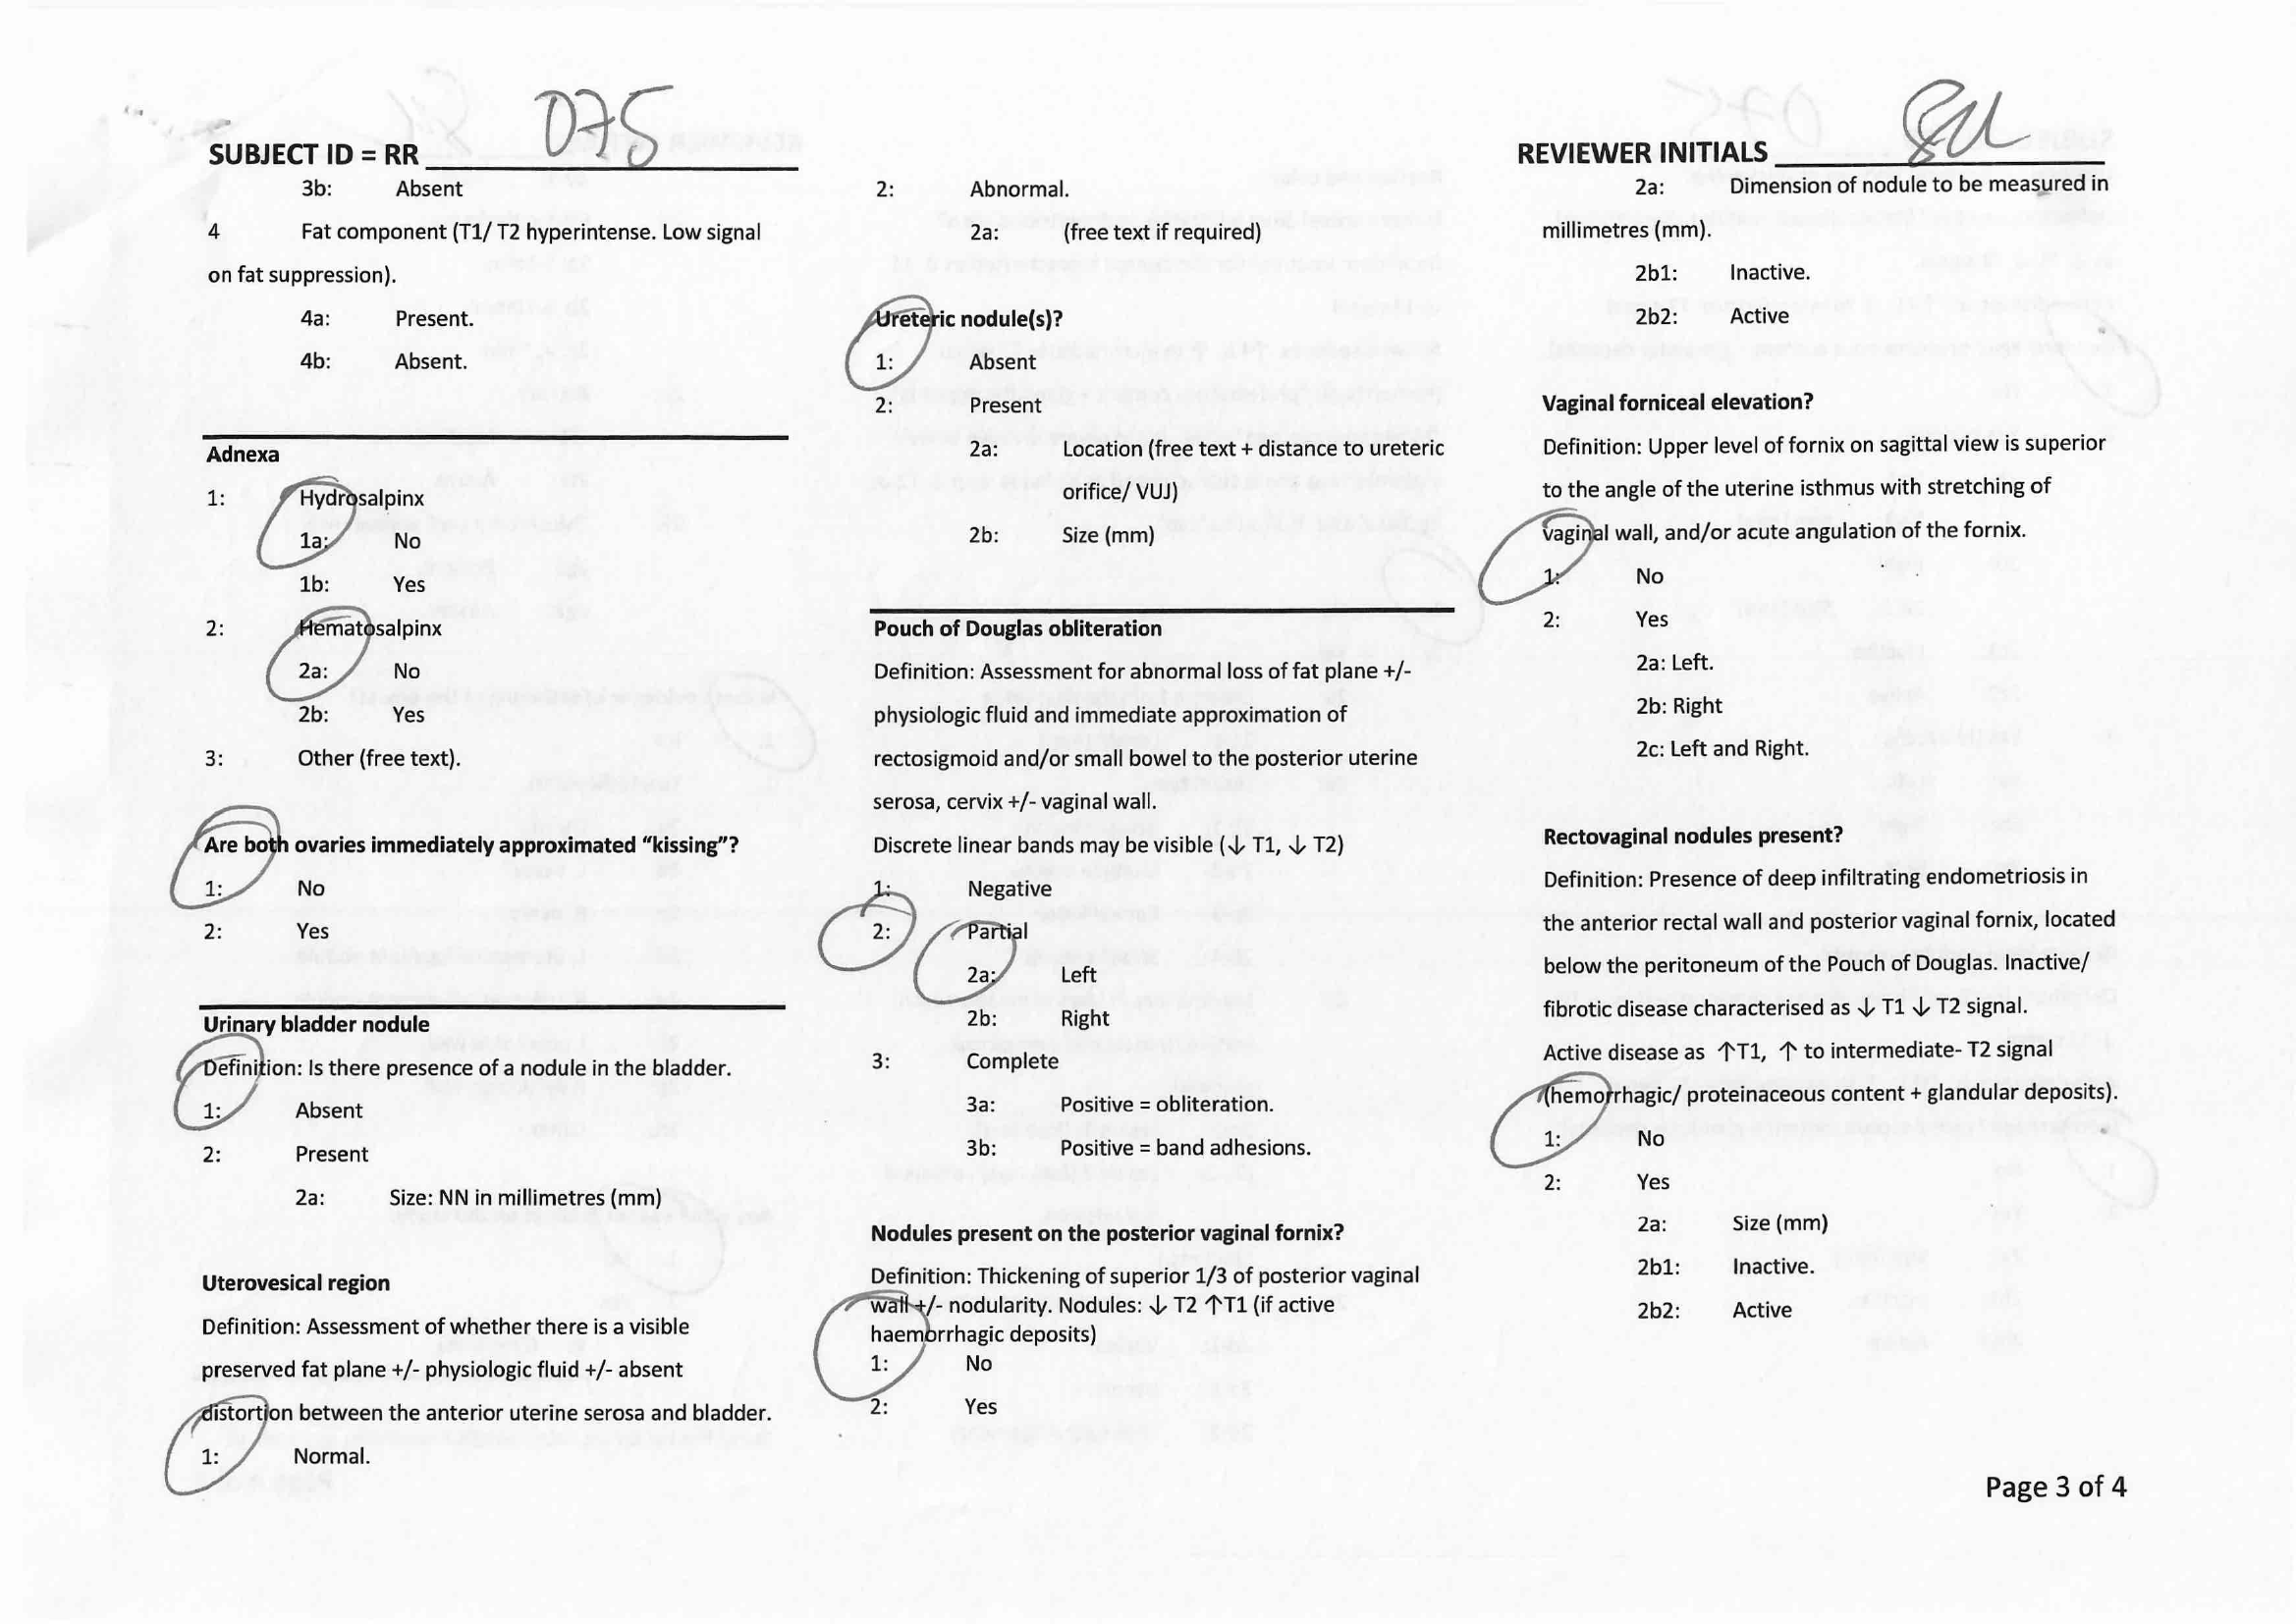 SUBJECT ID = RR 075
3b: Absent
4 Fat component (T1/ T2 hyperintense. Low signal
on fat suppression).
4a: Present.
4b: Absent.
Adnexa
1: Hydrosalpinx
1a: No
1b: Yes
2: Hematosalpinx
2a: No
2b: Yes
3: Other (free text).
Are both ovaries immediately approximated “kissing”?
1: No
2: Yes
Urinary bladder nodule
Definition: Is there presence of a nodule in the bladder.
1: Absent
2: Present
2a: Size: NN in millimetres (mm)
Uterovesical region
Definition: Assessment of whether there is a visible
preserved fat plane +/- physiologic fluid +/- absent
distortion between the anterior uterine serosa and bladder.
1: Normal.
2: Abnormal.
2a: (free text if required)
Ureteric nodule(s)?
1: Absent
2: Present
2a: Location (free text + distance to ureteric
orifice/ VUJ)
2b: Size (mm)
Pouch of Douglas obliteration
Definition: Assessment for abnormal loss of fat plane +/-
physiologic fluid and immediate approximation of
rectosigmoid and/or small bowel to the posterior uterine
serosa, cervix +/- vaginal wall.
Discrete linear bands may be visible (↓ T1, ↓ T2)
1: Negative
2: Partial
2a: Left
2b: Right
3: Complete
3a: Positive = obliteration.
3b: Positive = band adhesions.
Nodules present on the posterior vaginal fornix?
Definition: Thickening of superior 1/3 of posterior vaginal
wall +/- nodularity. Nodules: ↓ T2 ↑T1 (if active
haemorrhagic deposits)
1: No
2: Yes
REVIEWER INITIALS
2a: Dimension of nodule to be measured in
millimetres (mm).
2b1: Inactive.
2b2: Active
Vaginal forniceal elevation?
Definition: Upper level of fornix on sagittal view is superior
to the angle of the uterine isthmus with stretching of
vaginal wall, and/or acute angulation of the fornix.
1: No
2: Yes
2a: Left.
2b: Right
2c: Left and Right.
Rectovaginal nodules present?
Definition: Presence of deep infiltrating endometriosis in
the anterior rectal wall and posterior vaginal fornix, located
below the peritoneum of the Pouch of Douglas. Inactive/
fibrotic disease characterised as ↓ T1 ↓ T2 signal.
Active disease as ↑T1, ↑ to intermediate- T2 signal
(hemorrhagic/ proteinaceous content + glandular deposits).
1: No
2: Yes
2a: Size (mm)
2b1: Inactive.
2b2: Active
Page 3 of 4